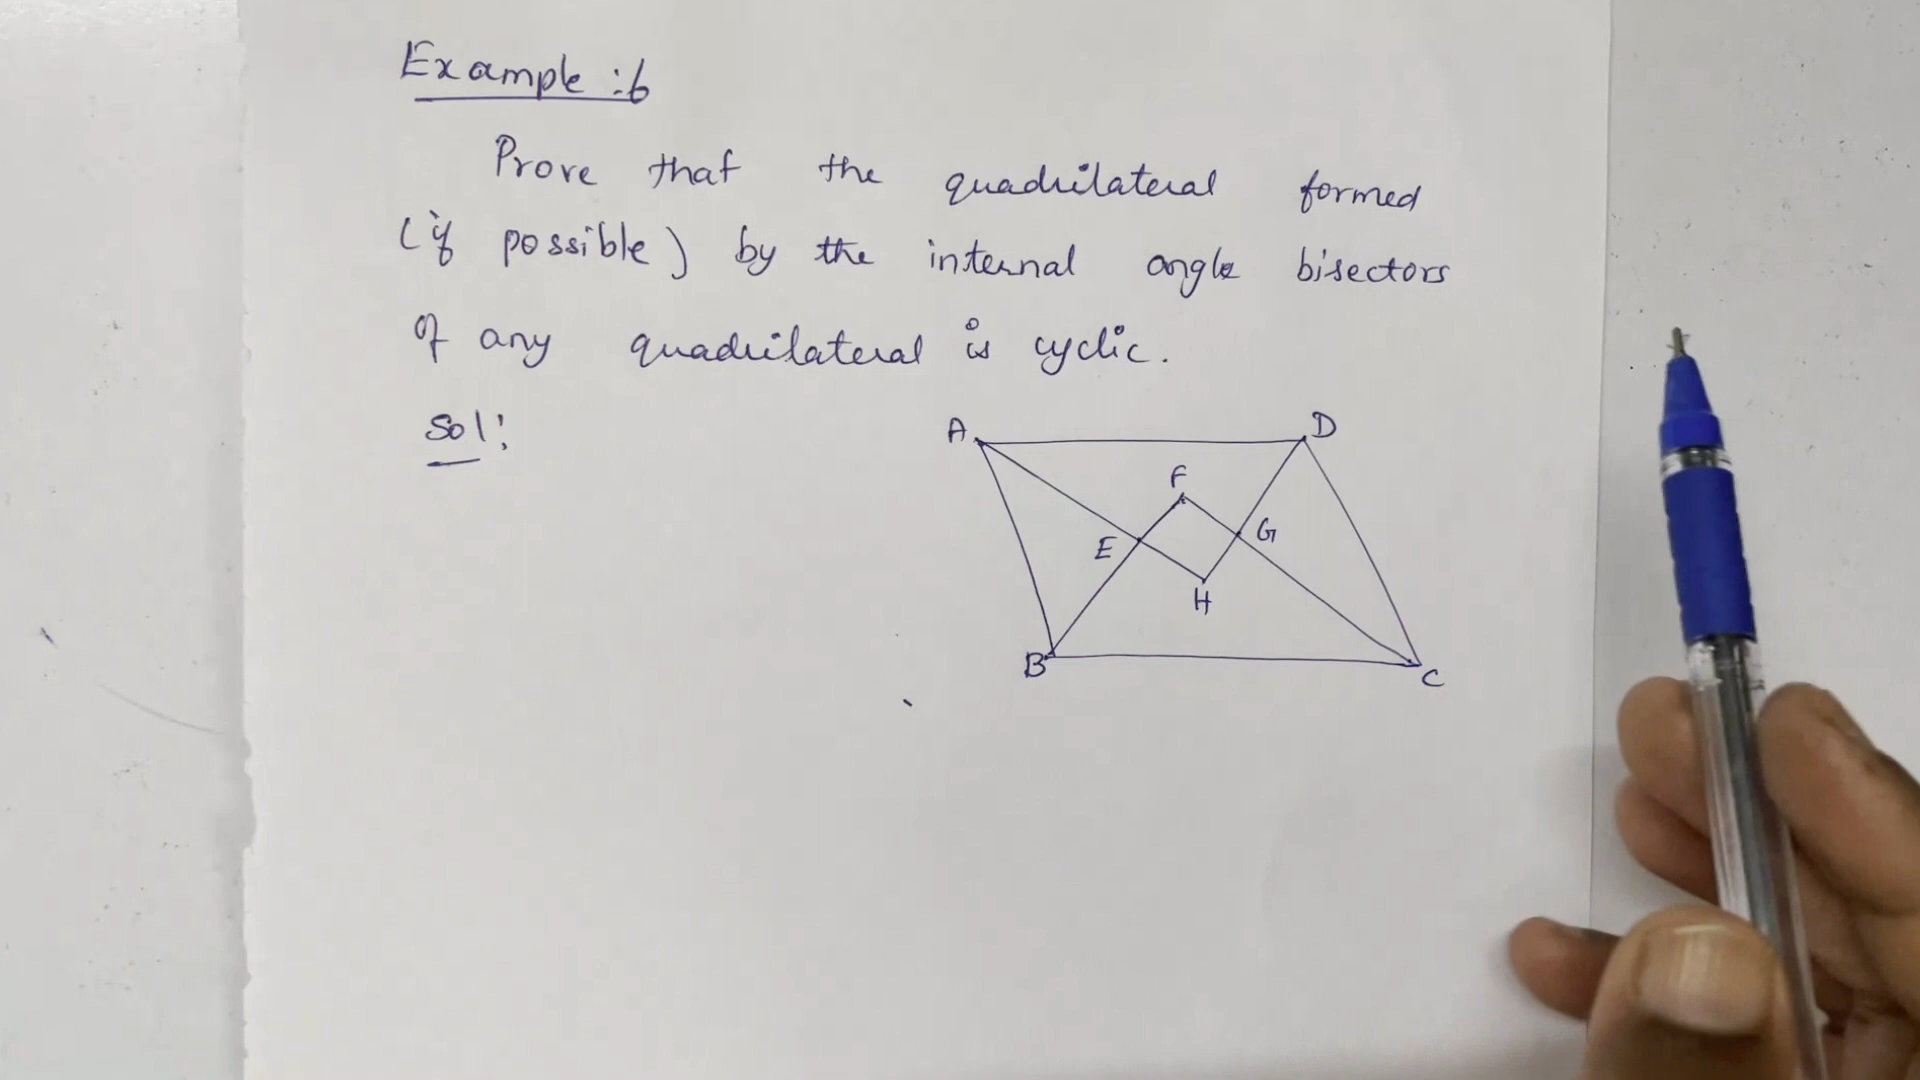 Example :6
Prove that the quadrilateral formed
(if possible) by the internal angle bisectors
of any quadrilateral is cyclic.
Sol:
A
D
F
E
G
H
B
C